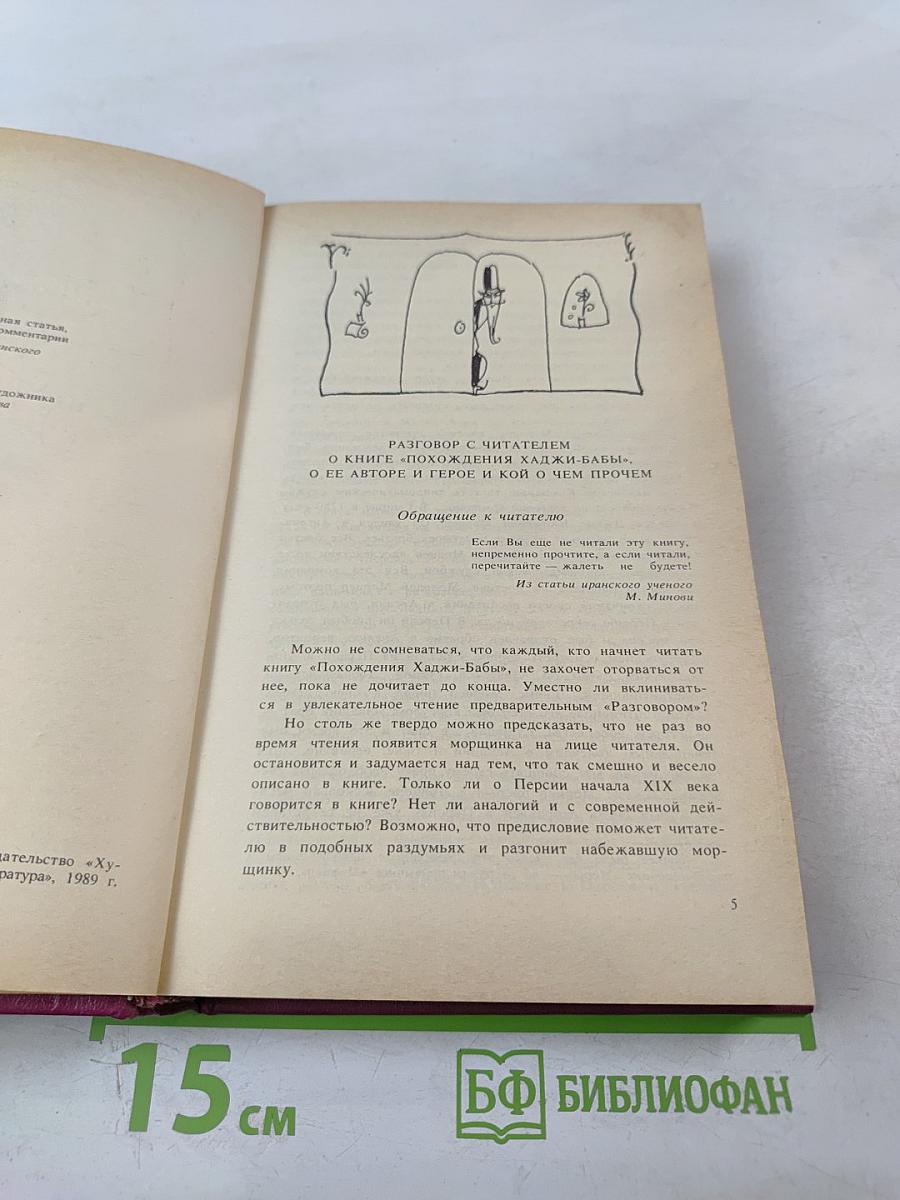 ная статья,
омментарии
нского
удожника
ва
дательство «Ху-
ратура», 1989 г.
РАЗГОВОР С ЧИТАТЕЛЕМ
О КНИГЕ «ПОХОЖДЕНИЯ ХАДЖИ-БАБЫ»,
О ЕЕ АВТОРЕ И ГЕРОЕ И КОЙ О ЧЕМ ПРОЧЕМ
Обращение к читателю
Если Вы еще не читали эту книгу,
непременно прочтите, а если читали,
перечитайте — жалеть не будете!
Из статьи иранского ученого
М. Минови
Можно не сомневаться, что каждый, кто начнет читать
книгу «Похождения Хаджи-Бабы», не захочет оторваться от
нее, пока не дочитает до конца. Уместно ли вклинивать-
ся в увлекательное чтение предварительным «Разговором»?
Но столь же твердо можно предсказать, что не раз во
время чтения появится морщинка на лице читателя. Он
остановится и задумается над тем, что так смешно и весело
описано в книге. Только ли о Персии начала XIX века
говорится в книге? Нет ли аналогий и с современной дей-
ствительностью? Возможно, что предисловие поможет читате-
лю в подобных раздумьях и разгонит набежавшую мор-
щинку.
5
15 см
БФ БИБЛИОФАН